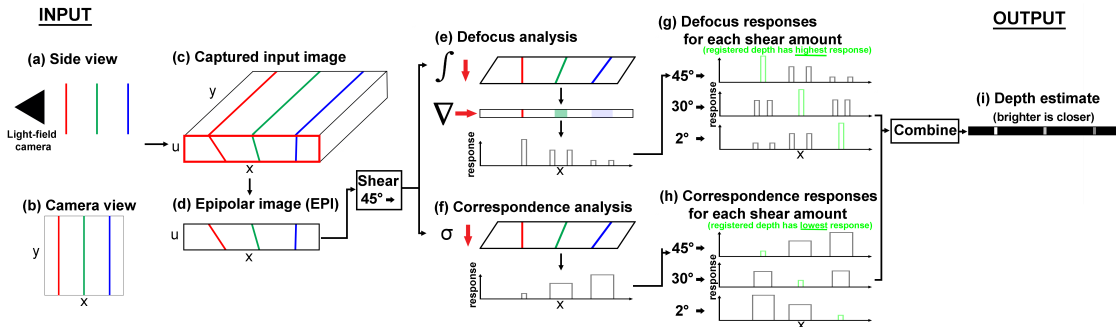 INPUT
(a) Side view
Light-field
camera
(b) Camera view
y
x
(c) Captured input image
y
u
x
(d) Epipolar image (EPI)
u
x
Shear
45°
(e) Defocus analysis
∫
∇
response
x
(f) Correspondence analysis
σ
response
x
(g) Defocus responses
for each shear amount
(registered depth has highest response)
45°
30°
2°
response
x
(h) Correspondence responses
for each shear amount
(registered depth has lowest response)
45°
30°
2°
response
x
Combine
OUTPUT
(i) Depth estimate
(brighter is closer)